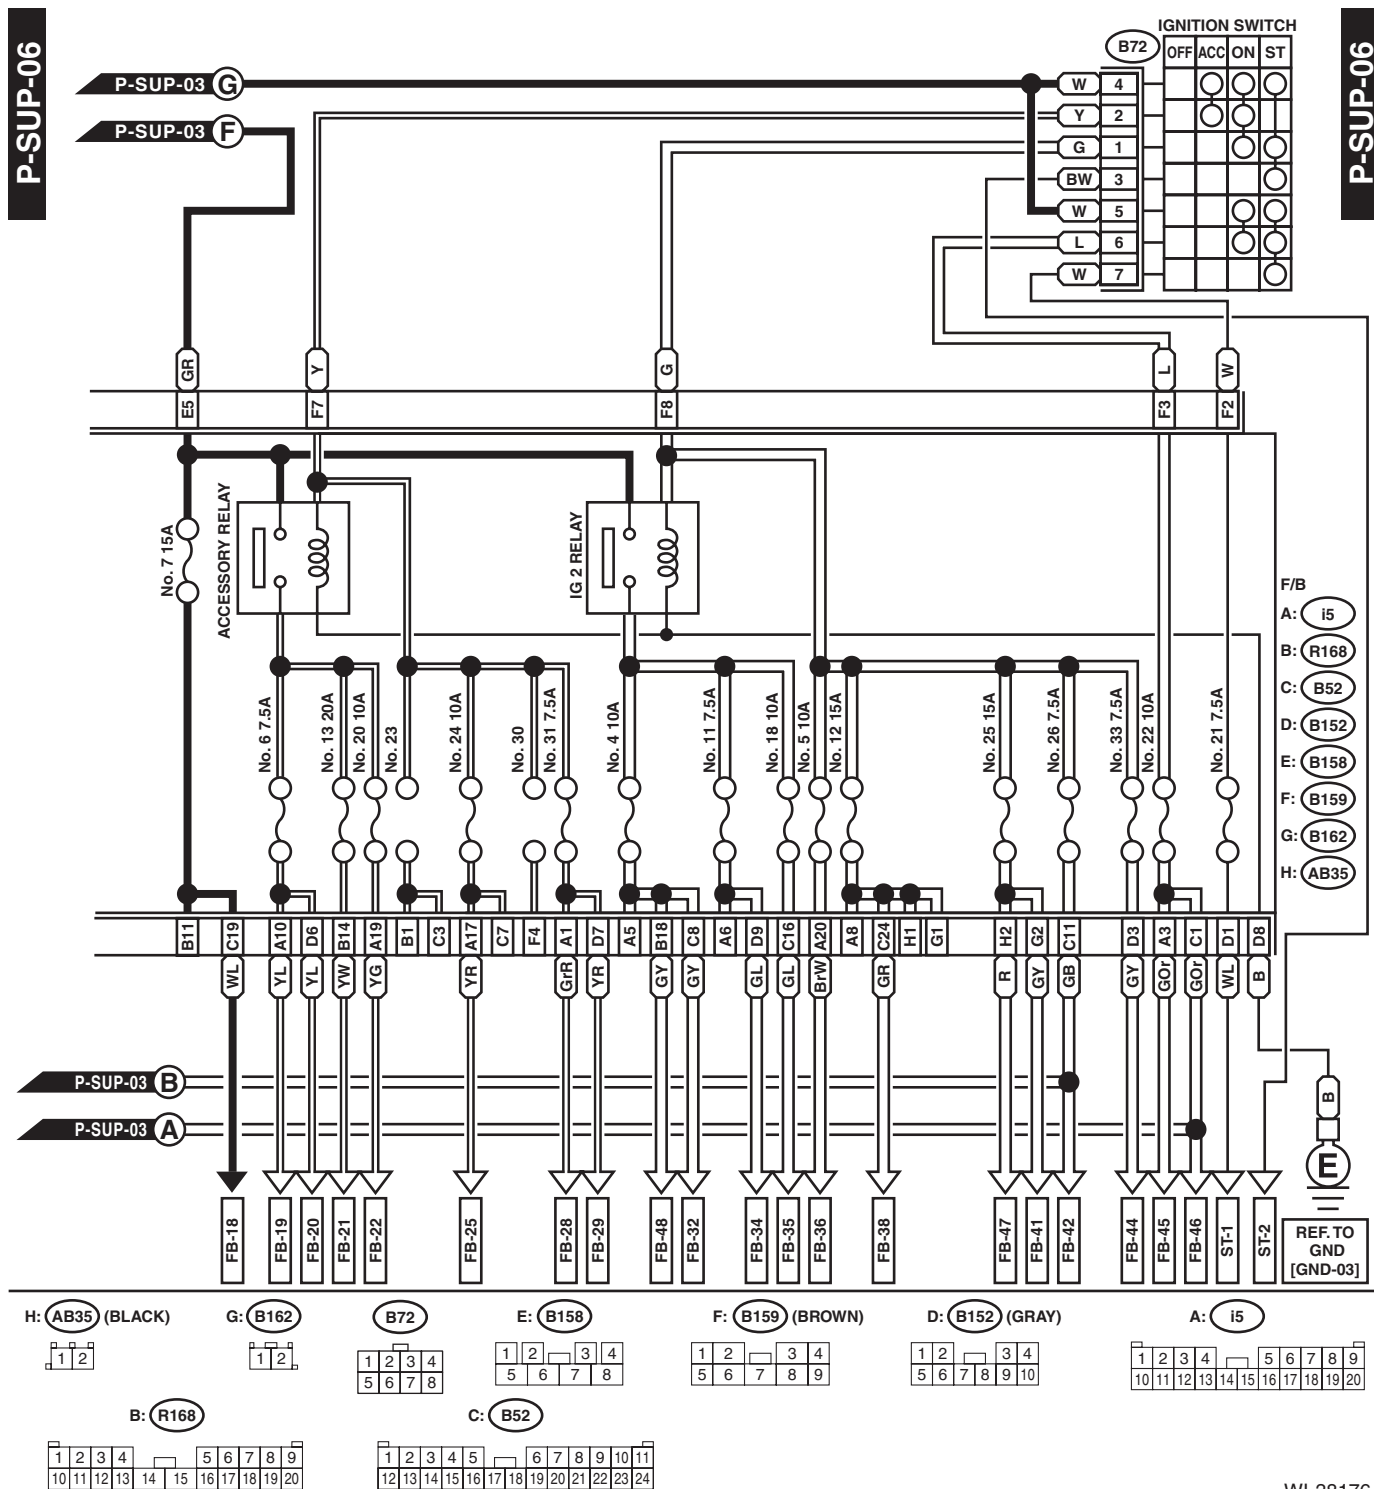 P-SUP-06
P-SUP-06
IGNITION SWITCH
B72
OFF ACC ON ST
P-SUP-03 G
P-SUP-03 F
W 4
Y 2
G 1
BW 3
W 5
L 6
W 7
GR Y G L W
E5 F7 F8 F3 F2
No. 7 15A
ACCESSORY RELAY
IG 2 RELAY
No. 6 7.5A
No. 13 20A
No. 20 10A
No. 23
No. 24 10A
No. 30
No. 31 7.5A
No. 4 10A
No. 11 7.5A
No. 18 10A
No. 5 10A
No. 12 15A
No. 25 15A
No. 26 7.5A
No. 33 7.5A
No. 22 10A
No. 21 7.5A
F/B
A: i5
B: R168
C: B52
D: B152
E: B158
F: B159
G: B162
H: AB35
B11 C19 A10 D6 B14 A19 B1 C3 A17 C7 F4 A1 D7 A5 B18 C8 A6 D9 C16 A20 A8 C24 H1 G1 H2 G2 C11 D3 A3 C1 D1 D8
WL YL YL YW YG YR GrR YR GY GY GL GL BrW GR R GY GB GY GOr GOr WL B
P-SUP-03 B
P-SUP-03 A
B
E
FB-18 FB-19 FB-20 FB-21 FB-22 FB-25 FB-28 FB-29 FB-48 FB-32 FB-34 FB-35 FB-36 FB-38 FB-47 FB-41 FB-42 FB-44 FB-45 FB-46 ST-1 ST-2
REF. TO
GND
[GND-03]
H: AB35 (BLACK)
1 2
G: B162
1 2
B72
1 2 3 4
5 6 7 8
E: B158
1 2 3 4
5 6 7 8
F: B159 (BROWN)
1 2 3 4
5 6 7 8 9
D: B152 (GRAY)
1 2 3 4
5 6 7 8 9 10
A: i5
1 2 3 4 5 6 7 8 9
10 11 12 13 14 15 16 17 18 19 20
B: R168
1 2 3 4 5 6 7 8 9
10 11 12 13 14 15 16 17 18 19 20
C: B52
1 2 3 4 5 6 7 8 9 10 11
12 13 14 15 16 17 18 19 20 21 22 23 24